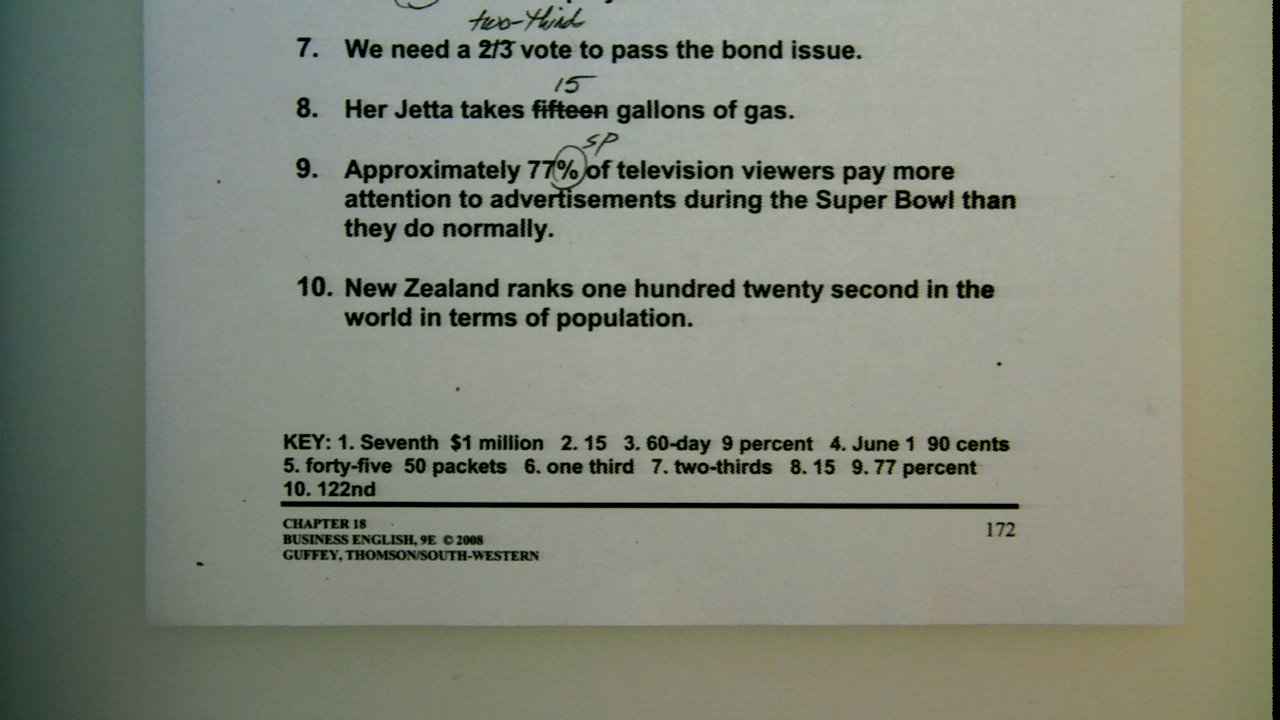 two-third
7. We need a 2/3 vote to pass the bond issue.
15
8. Her Jetta takes fifteen gallons of gas.
SP
9. Approximately 77% of television viewers pay more
attention to advertisements during the Super Bowl than
they do normally.
10. New Zealand ranks one hundred twenty second in the
world in terms of population.
KEY: 1. Seventh $1 million 2. 15 3. 60-day 9 percent 4. June 1 90 cents
5. forty-five 50 packets 6. one third 7. two-thirds 8. 15 9. 77 percent
10. 122nd
CHAPTER 18
BUSINESS ENGLISH, 9E © 2008
GUFFEY, THOMSON/SOUTH-WESTERN
172